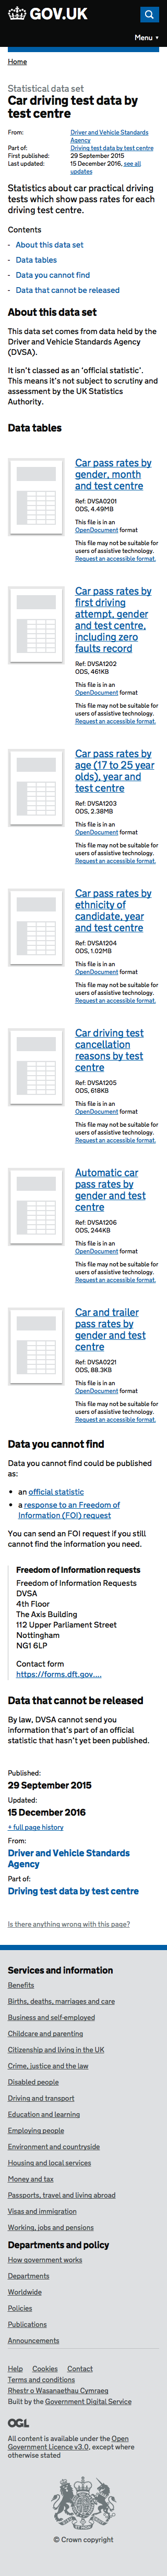 GOV.UK
Menu
Home
Statistical data set
Car driving test data by
test centre
From:
Driver and Vehicle Standards
Agency
Part of:
Driving test data by test centre
First published:
29 September 2015
Last updated:
15 December 2016, see all
updates
Statistics about car practical driving
tests which show pass rates for each
driving test centre.
Contents
- About this data set
- Data tables
- Data you cannot find
- Data that cannot be released
About this data set
This data set comes from data held by the
Driver and Vehicle Standards Agency
(DVSA).
It isn't classed as an 'official statistic'.
This means it's not subject to scrutiny and
assessment by the UK Statistics
Authority.
Data tables
Car pass rates by
gender, month
and test centre
Ref: DVSA0201
ODS, 4.49MB
This file is in an
OpenDocument format
This file may not be suitable for
users of assistive technology.
Request an accessible format.
Car pass rates by
first driving
attempt, gender
and test centre,
including zero
faults record
Ref: DVSA1202
ODS, 461KB
This file is in an
OpenDocument format
This file may not be suitable for
users of assistive technology.
Request an accessible format.
Car pass rates by
age (17 to 25 year
olds), year and
test centre
Ref: DVSA1203
ODS, 2.38MB
This file is in an
OpenDocument format
This file may not be suitable for
users of assistive technology.
Request an accessible format.
Car pass rates by
ethnicity of
candidate, year
and test centre
Ref: DVSA1204
ODS, 1.02MB
This file is in an
OpenDocument format
This file may not be suitable for
users of assistive technology.
Request an accessible format.
Car driving test
cancellation
reasons by test
centre
Ref: DVSA1205
ODS, 618KB
This file is in an
OpenDocument format
This file may not be suitable for
users of assistive technology.
Request an accessible format.
Automatic car
pass rates by
gender and test
centre
Ref: DVSA1206
ODS, 244KB
This file is in an
OpenDocument format
This file may not be suitable for
users of assistive technology.
Request an accessible format.
Car and trailer
pass rates by
gender and test
centre
Ref: DVSA0221
ODS, 88.3KB
This file is in an
OpenDocument format
This file may not be suitable for
users of assistive technology.
Request an accessible format.
Data you cannot find
Data you cannot find could be published
as:
• an official statistic
• a response to an Freedom of
Information (FOI) request
You can send an FOI request if you still
cannot find the information you need.
Freedom of Information requests
Freedom of Information Requests
DVSA
4th Floor
The Axis Building
112 Upper Parliament Street
Nottingham
NG1 6LP
Contact form
https://forms.dft.gov....
Data that cannot be released
By law, DVSA cannot send you
information that's part of an official
statistic that hasn't yet been published.
Published:
29 September 2015
Updated:
15 December 2016
+ full page history
From:
Driver and Vehicle Standards
Agency
Part of:
Driving test data by test centre
Is there anything wrong with this page?
Services and information
Benefits
Births, deaths, marriages and care
Business and self-employed
Childcare and parenting
Citizenship and living in the UK
Crime, justice and the law
Disabled people
Driving and transport
Education and learning
Employing people
Environment and countryside
Housing and local services
Money and tax
Passports, travel and living abroad
Visas and immigration
Working, jobs and pensions
Departments and policy
How government works
Departments
Worldwide
Policies
Publications
Announcements
Help Cookies Contact
Terms and conditions
Rhestr o Wasanaethau Cymraeg
Built by the Government Digital Service
OGL
All content is available under the Open
Government Licence v3.0, except where
otherwise stated
© Crown copyright